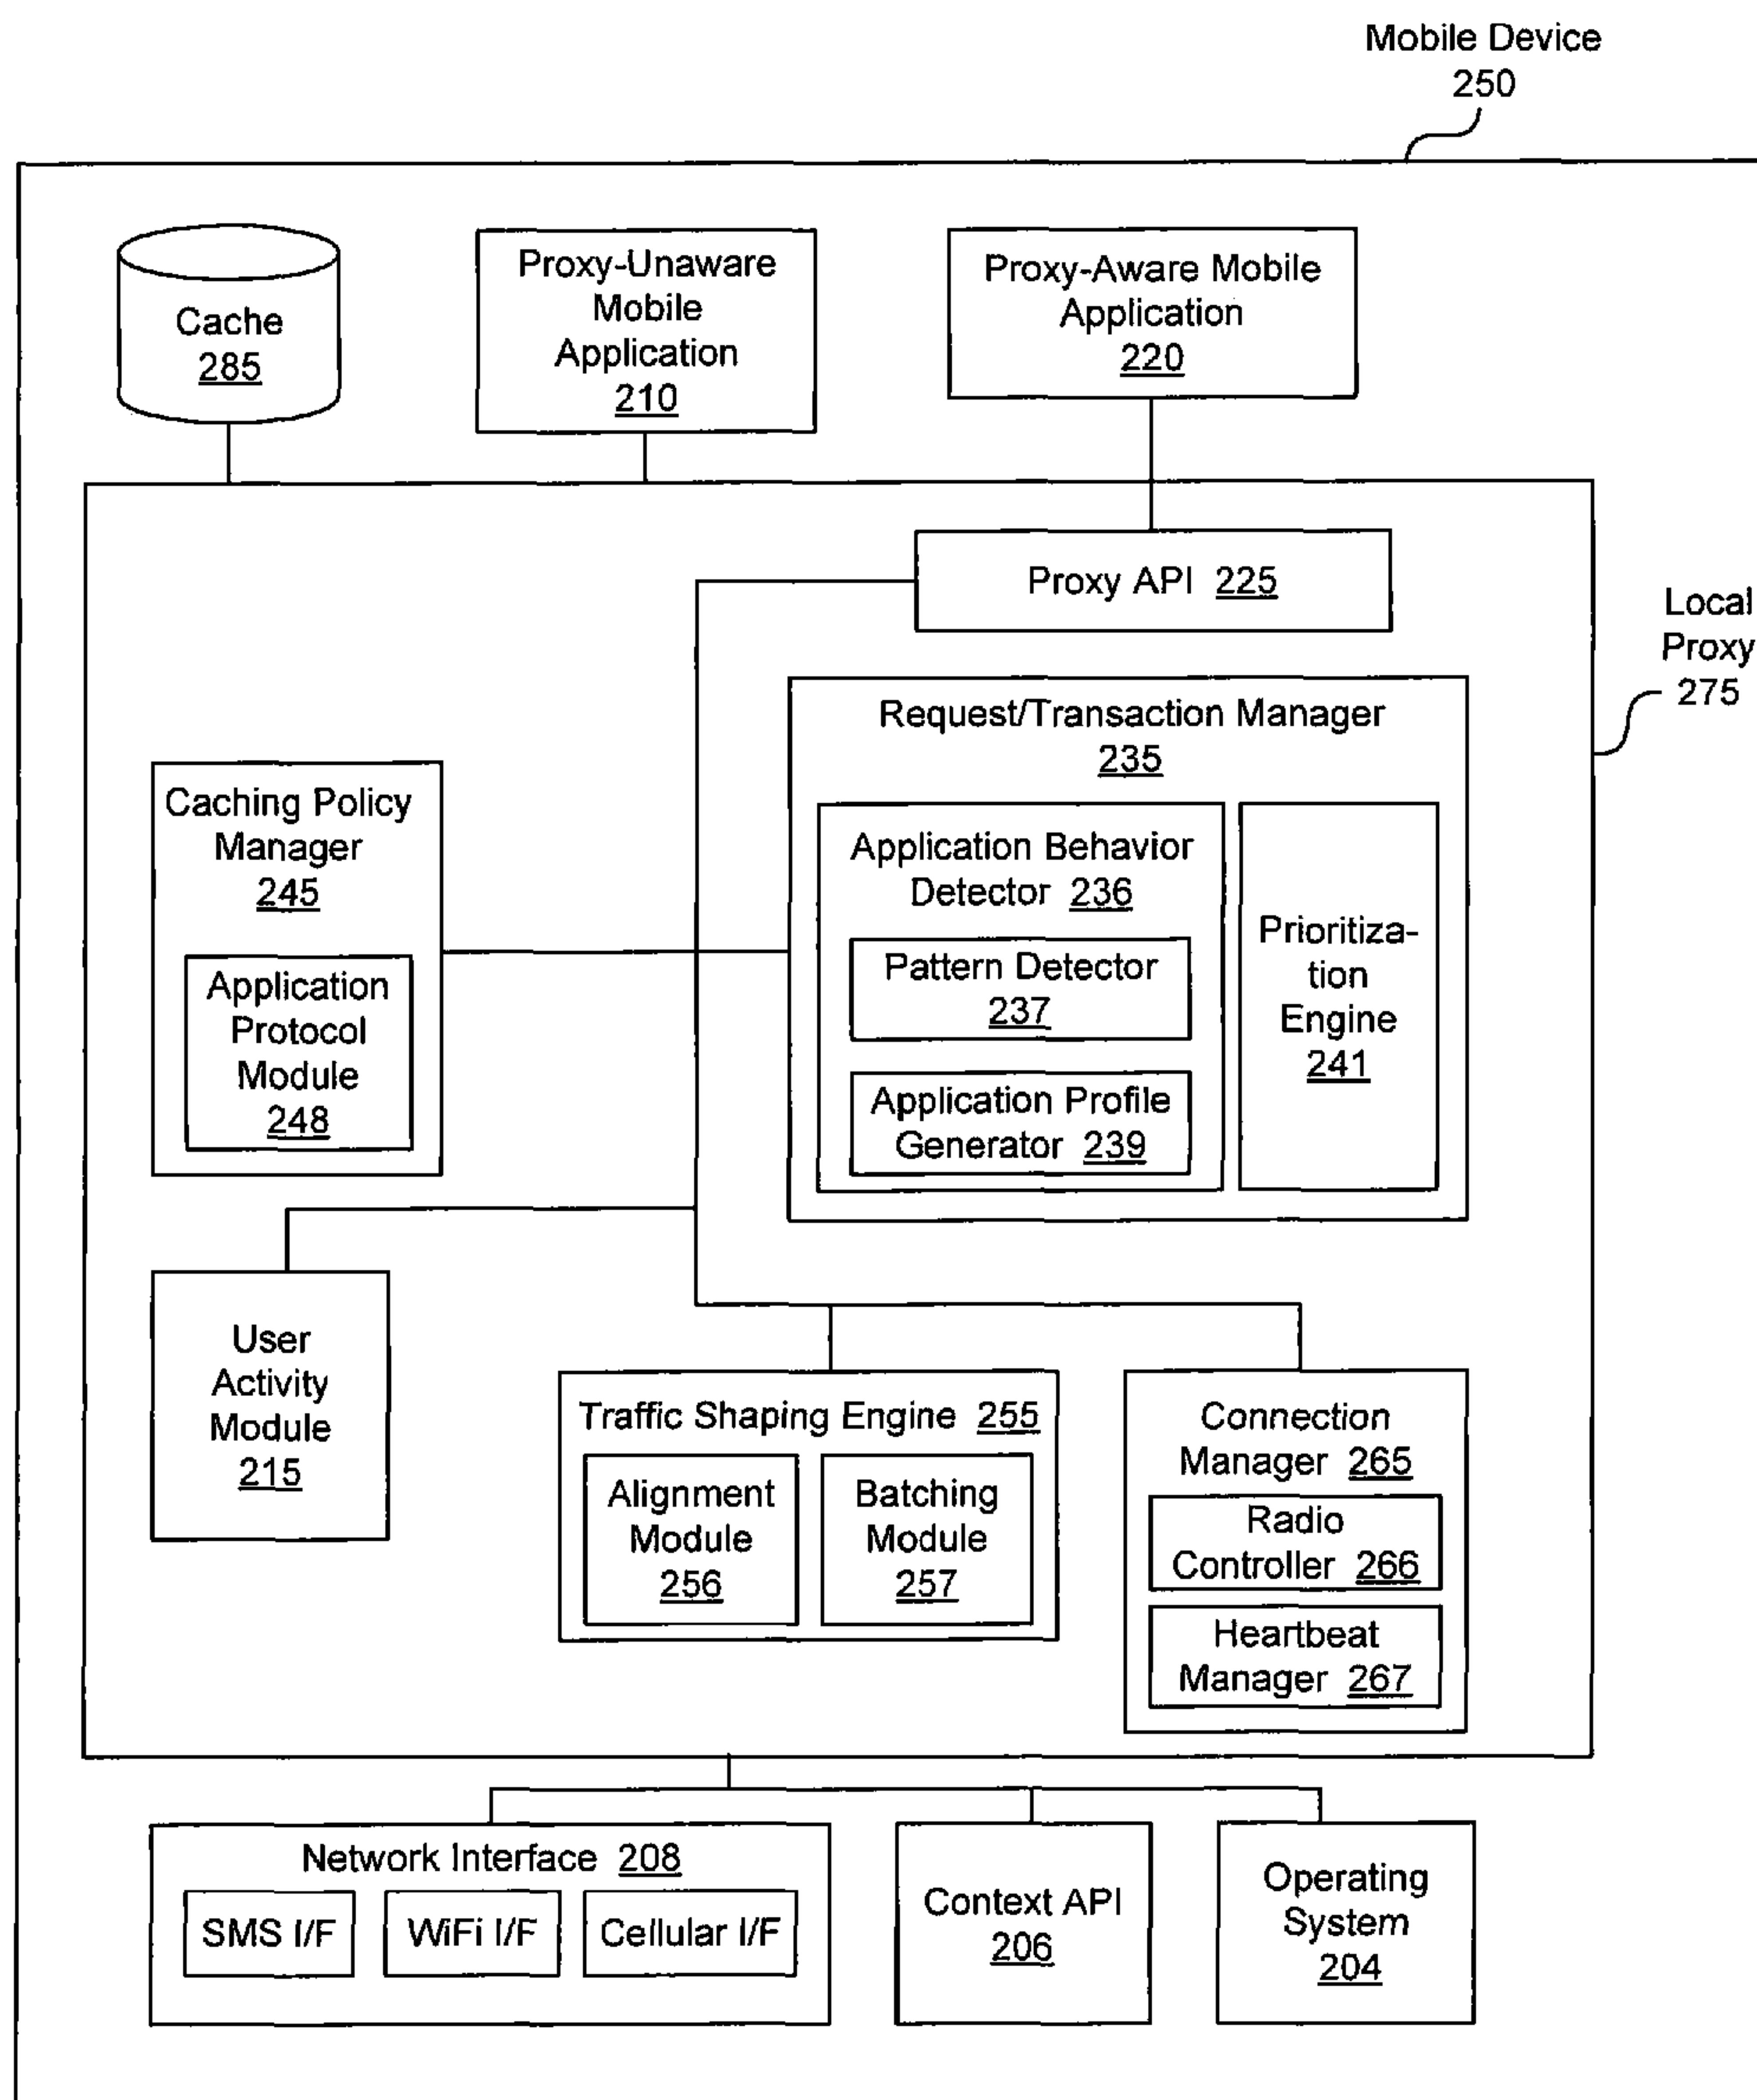 Mobile Device
250
Cache
285
Proxy-Unaware
Mobile
Application
210
Proxy-Aware Mobile
Application
220
Proxy API 225
Local
Proxy
275
Request/Transaction Manager
235
Caching Policy
Manager
245
Application
Protocol
Module
248
Application Behavior
Detector 236
Pattern Detector
237
Application Profile
Generator 239
Prioritiza-
tion
Engine
241
User
Activity
Module
215
Traffic Shaping Engine 255
Alignment
Module
256
Batching
Module
257
Connection
Manager 265
Radio
Controller 266
Heartbeat
Manager 267
Network Interface 208
SMS I/F
WiFi I/F
Cellular I/F
Context API
206
Operating
System
204